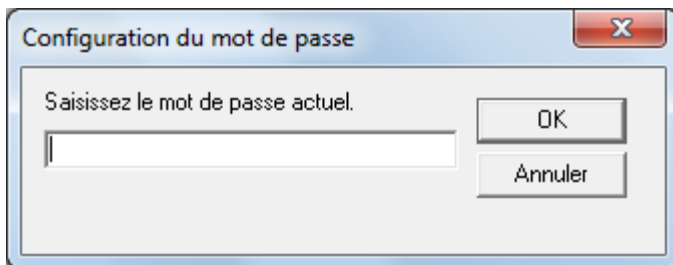 Configuration du mot de passe
Saisissez le mot de passe actuel.
OK
Annuler